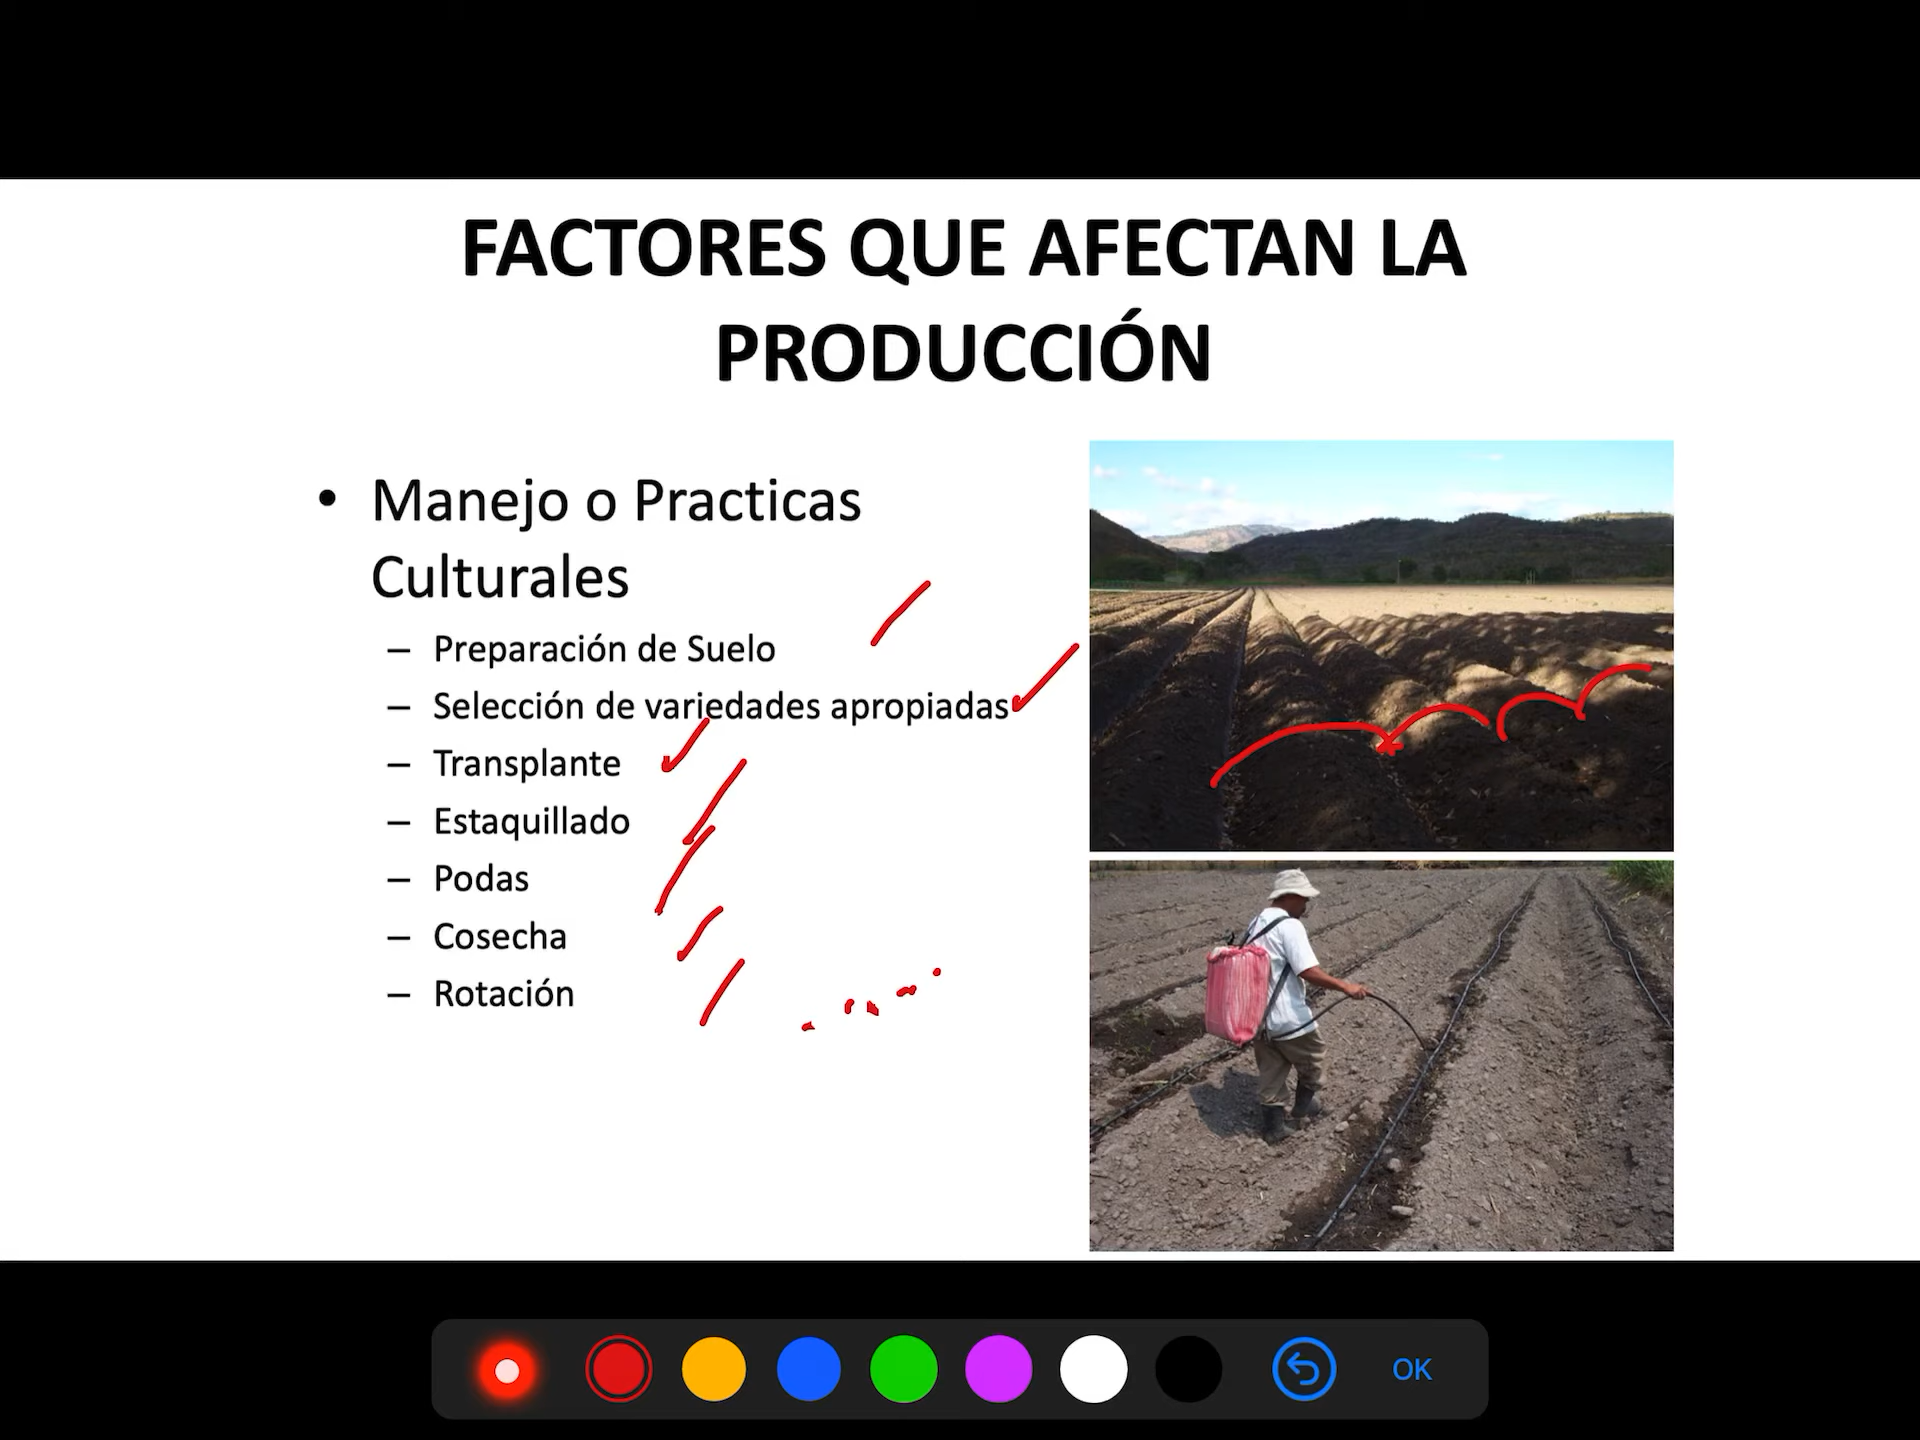 FACTORES QUE AFECTAN LA
PRODUCCIÓN
• Manejo o Practicas
Culturales
– Preparación de Suelo
– Selección de variedades apropiadas
– Transplante
– Estaquillado
– Podas
– Cosecha
– Rotación
OK